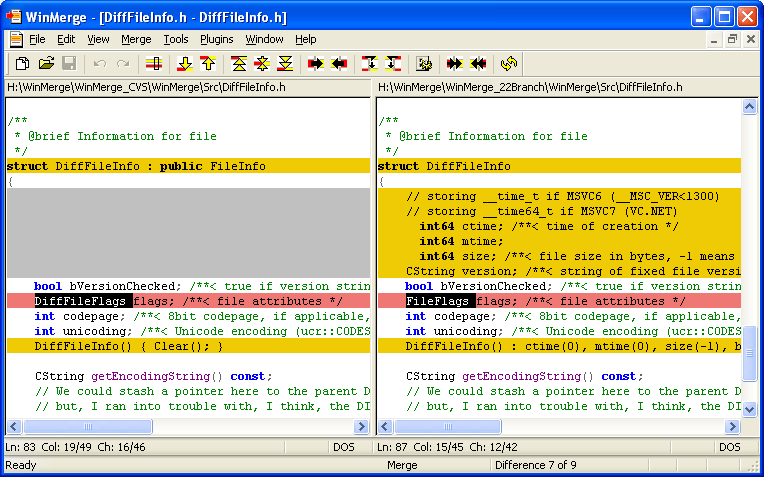 WinMerge - [DiffFileInfo.h - DiffFileInfo.h]
File Edit View Merge Tools Plugins Window Help
H:\WinMerge\WinMerge_CVS\WinMerge\Src\DiffFileInfo.h
/**
* @brief Information for file
*/
struct DiffFileInfo : public FileInfo
{
bool bVersionChecked; /**< true if version strin
DiffFileFlags flags; /**< file attributes */
int codepage; /**< 8bit codepage, if applicable,
int unicoding; /**< Unicode encoding (ucr::CODES
DiffFileInfo() { Clear(); }
CString getEncodingString() const;
// We could stash a pointer here to the parent D
// but, I ran into trouble with, I think, the DI
Ln: 83 Col: 19/49 Ch: 16/46 DOS
H:\WinMerge\WinMerge_22Branch\WinMerge\Src\DiffFileInfo.h
/**
* @brief Information for file
*/
struct DiffFileInfo
{
// storing __time_t if MSVC6 (__MSC_VER<1300)
// storing __time64_t if MSVC7 (VC.NET)
int64 ctime; /**< time of creation */
int64 mtime;
int64 size; /**< file size in bytes, -1 means
CString version; /**< string of fixed file versi
bool bVersionChecked; /**< true if version strin
FileFlags flags; /**< file attributes */
int codepage; /**< 8bit codepage, if applicable,
int unicoding; /**< Unicode encoding (ucr::CODES
DiffFileInfo() : ctime(0), mtime(0), size(-1), b
CString getEncodingString() const;
// We could stash a pointer here to the parent D
// but, I ran into trouble with, I think, the DI
Ln: 87 Col: 15/45 Ch: 12/42 DOS
Ready Merge Difference 7 of 9